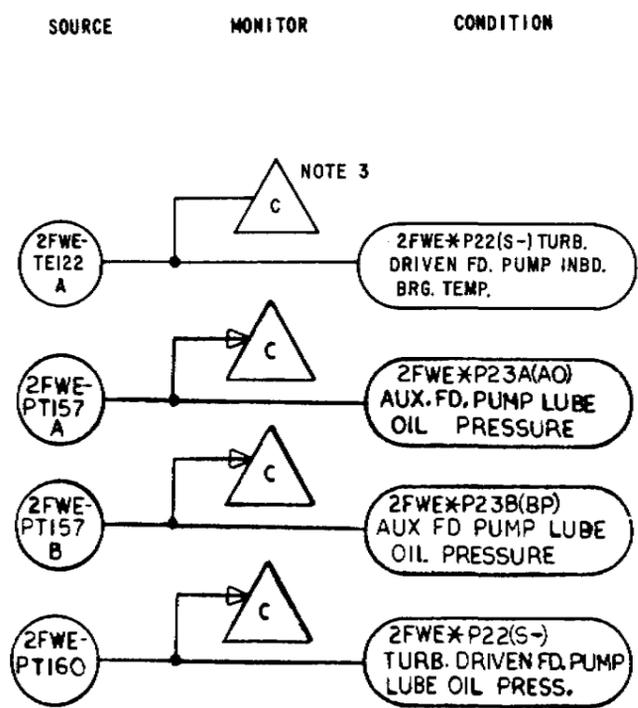 SOURCE MONITOR CONDITION
NOTE 3
C
2FWE-
TE122
A
2FWE*P22(S-) TURB.
DRIVEN FD. PUMP INBD.
BRG. TEMP.
C
2FWE-
PT157
A
2FWE*P23A(AO)
AUX. FD. PUMP LUBE
OIL PRESSURE
C
2FWE-
PT157
B
2FWE*P23B(BP)
AUX FD PUMP LUBE
OIL PRESSURE
C
2FWE-
PT160
2FWE*P22(S-)
TURB. DRIVEN FD. PUMP
LUBE OIL PRESS.